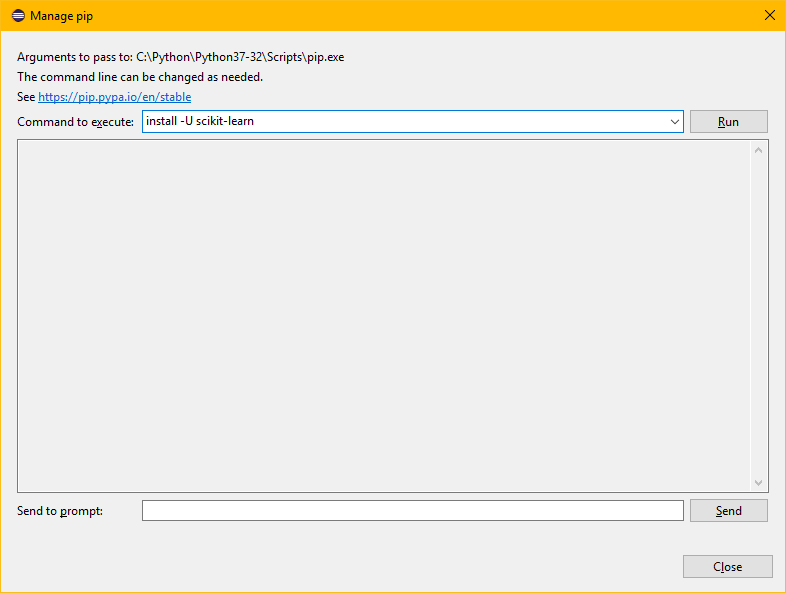 Manage pip
Arguments to pass to: C:\Python\Python37-32\Scripts\pip.exe
The command line can be changed as needed.
See https://pip.pypa.io/en/stable
Command to execute: install -U scikit-learn Run
Send to prompt: Send
Close